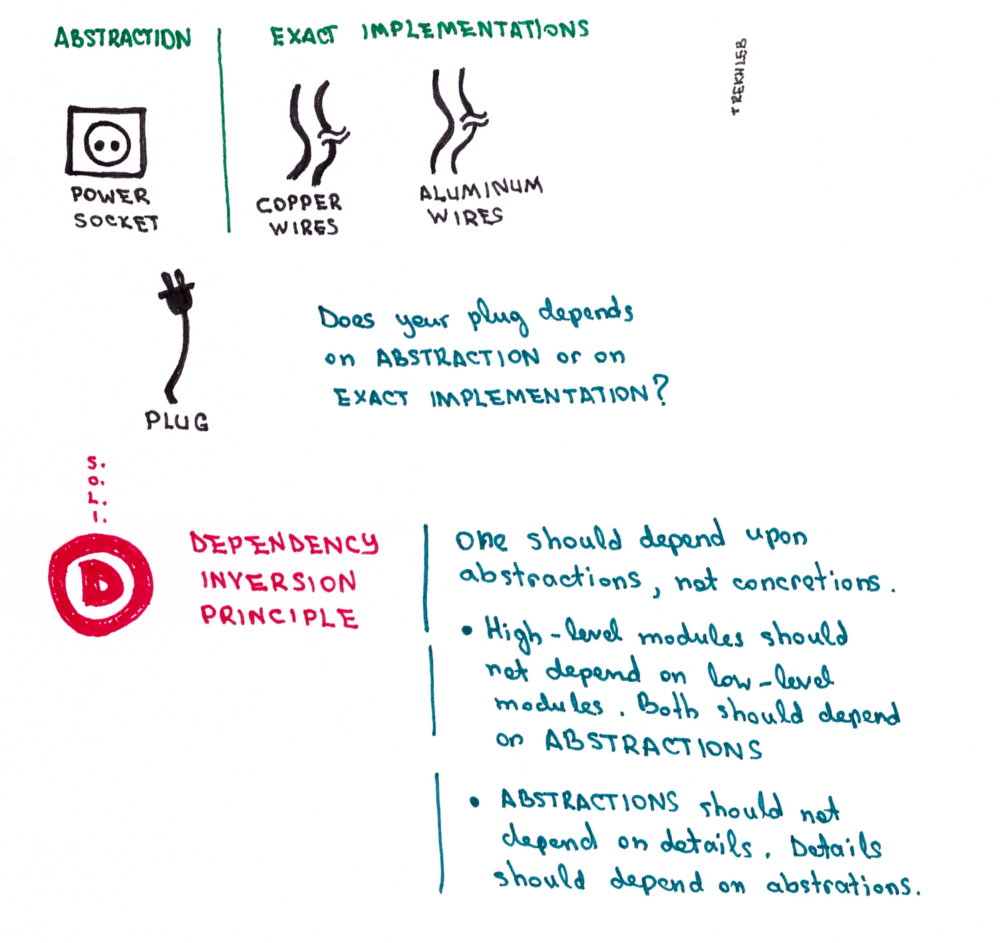 ABSTRACTION
EXACT IMPLEMENTATIONS
TREKHLEB
POWER
SOCKET
COPPER
WIRES
ALUMINUM
WIRES
Does your plug depends
on ABSTRACTION or on
EXACT IMPLEMENTATION?
PLUG
S.
O.
L.
I.
D
DEPENDENCY
INVERSION
PRINCIPLE
One should depend upon
abstractions, not concretions.
• High-level modules should
not depend on low-level
modules. Both should depend
on ABSTRACTIONS
• ABSTRACTIONS should not
depend on details. Details
should depend on abstrations.